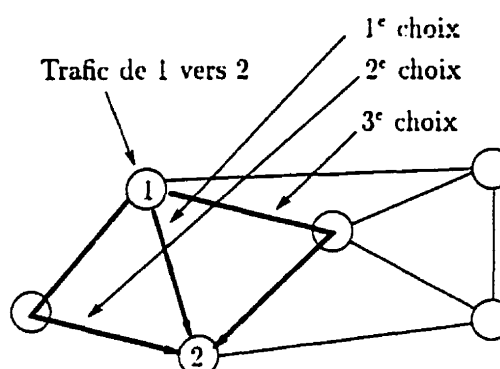 1ᵉ choix
Trafic de 1 vers 2
2ᵉ choix
3ᵉ choix
1
2